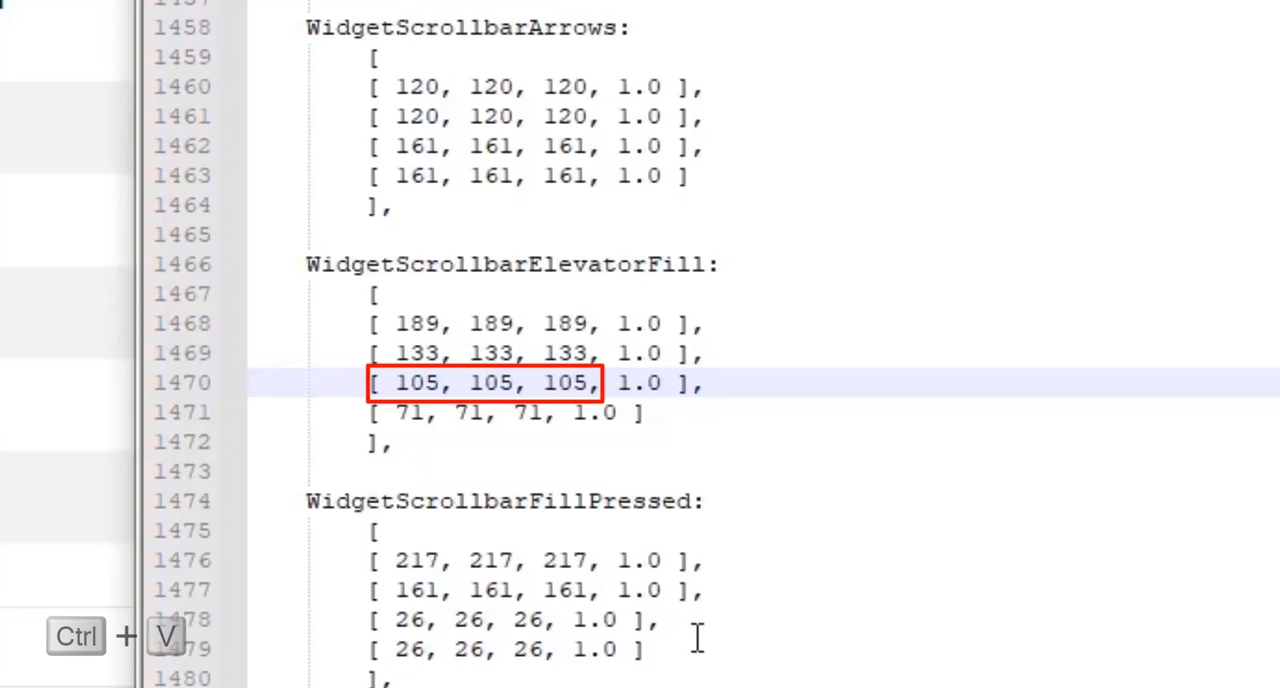 1457
1458 WidgetScrollbarArrows:
1459 [
1460 [ 120, 120, 120, 1.0 ],
1461 [ 120, 120, 120, 1.0 ],
1462 [ 161, 161, 161, 1.0 ],
1463 [ 161, 161, 161, 1.0 ]
1464 ],
1465
1466 WidgetScrollbarElevatorFill:
1467 [
1468 [ 189, 189, 189, 1.0 ],
1469 [ 133, 133, 133, 1.0 ],
1470 [ 105, 105, 105, 1.0 ],
1471 [ 71, 71, 71, 1.0 ]
1472 ],
1473
1474 WidgetScrollbarFillPressed:
1475 [
1476 [ 217, 217, 217, 1.0 ],
1477 [ 161, 161, 161, 1.0 ],
1478 [ 26, 26, 26, 1.0 ],
1479 [ 26, 26, 26, 1.0 ]
1480 ],
Ctrl + V